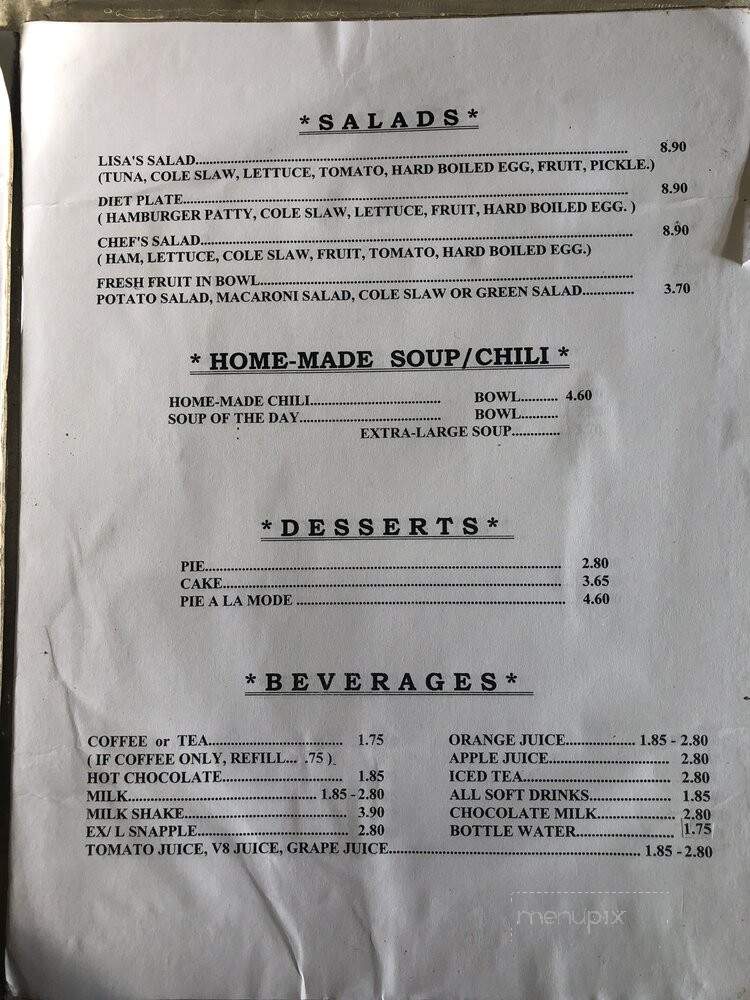 *SALADS*
LISA'S SALAD........ 8.90
(TUNA, COLE SLAW, LETTUCE, TOMATO, HARD BOILED EGG, FRUIT, PICKLE.)
DIET PLATE........ 8.90
( HAMBURGER PATTY, COLE SLAW, LETTUCE, FRUIT, HARD BOILED EGG. )
CHEF'S SALAD........ 8.90
( HAM, LETTUCE, COLE SLAW, FRUIT, TOMATO, HARD BOILED EGG.)
FRESH FRUIT IN BOWL........
POTATO SALAD, MACARONI SALAD, COLE SLAW OR GREEN SALAD........ 3.70
* HOME-MADE SOUP/CHILI *
HOME-MADE CHILI........ BOWL.......... 4.60
SOUP OF THE DAY........ BOWL..........
EXTRA-LARGE SOUP.............
*DESSERTS*
PIE........ 2.80
CAKE........ 3.65
PIE A LA MODE ........ 4.60
*BEVERAGES*
COFFEE or TEA........ 1.75
( IF COFFEE ONLY, REFILL... .75 ).
HOT CHOCOLATE........ 1.85
MILK........ 1.85 - 2.80
MILK SHAKE........ 3.90
EX/ L SNAPPLE........ 2.80
TOMATO JUICE, V8 JUICE, GRAPE JUICE........ 1.85 - 2.80
ORANGE JUICE........ 1.85 - 2.80
APPLE JUICE........ 2.80
ICED TEA........ 2.80
ALL SOFT DRINKS........ 1.85
CHOCOLATE MILK........ 2.80
BOTTLE WATER........ 1.75
menupix